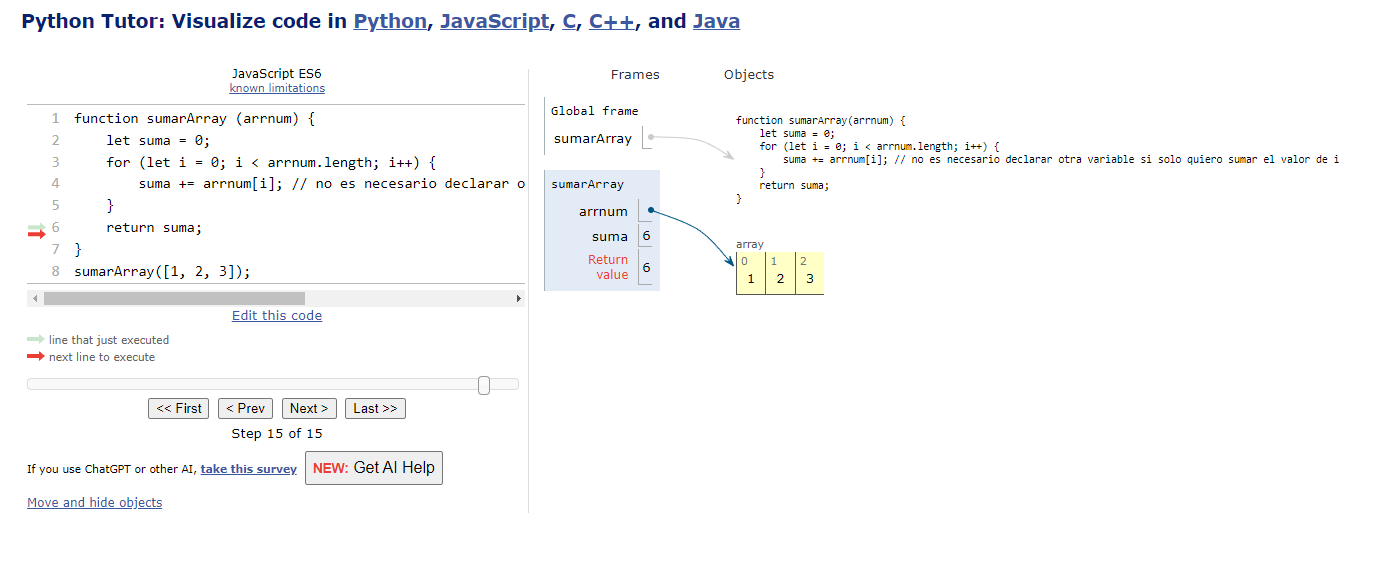 Python Tutor: Visualize code in Python, JavaScript, C, C++, and Java
JavaScript ES6
known limitations
1 function sumarArray (arrnum) {
2 let suma = 0;
3 for (let i = 0; i < arrnum.length; i++) {
4 suma += arrnum[i]; // no es necesario declarar o
5 }
6 return suma;
7 }
8 sumarArray([1, 2, 3]);
Edit this code
line that just executed
next line to execute
<< First < Prev Next > Last >>
Step 15 of 15
If you use ChatGPT or other AI, take this survey NEW: Get AI Help
Move and hide objects
Frames Objects
Global frame
sumarArray
sumarArray
arrnum
suma 6
Return
value 6
function sumarArray(arrnum) {
let suma = 0;
for (let i = 0; i < arrnum.length; i++) {
suma += arrnum[i]; // no es necesario declarar otra variable si solo quiero sumar el valor de i
}
return suma;
}
array
0 1 2
1 2 3